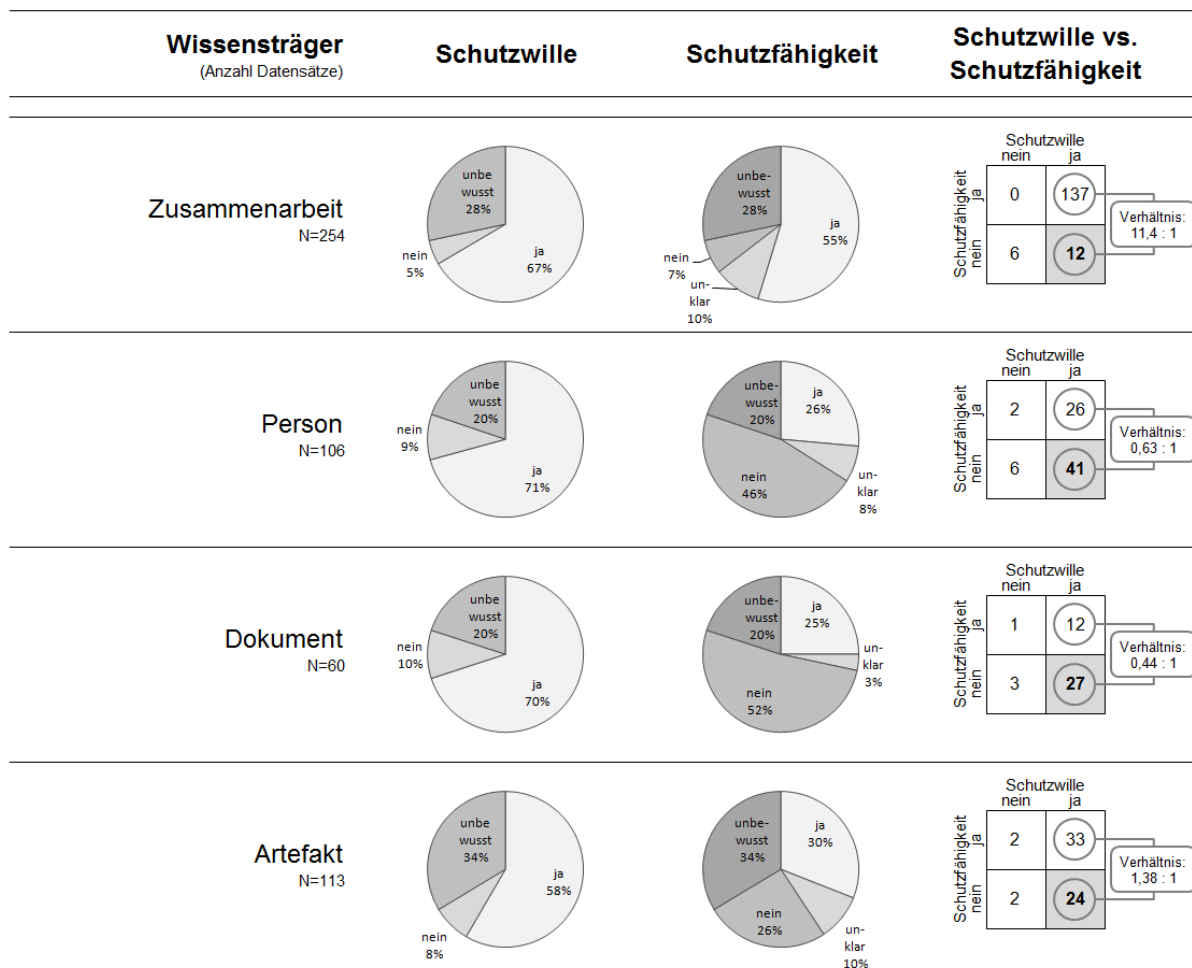 Wissensträger
(Anzahl Datensätze)
Schutzwille
Schutzfähigkeit
Schutzwille vs.
Schutzfähigkeit
Zusammenarbeit
N=254
unbe
wusst
28%
nein
5%
ja
67%
unbe-
wusst
28%
nein
7%
un-
klar
10%
ja
55%
Schutzwille
nein ja
Schutzfähigkeit
ja
nein
0 137
6 12
Verhältnis:
11,4 : 1
Person
N=106
unbe
wusst
20%
nein
9%
ja
71%
unbe-
wusst
20%
ja
26%
nein
46%
un-
klar
8%
Schutzwille
nein ja
Schutzfähigkeit
ja
nein
2 26
6 41
Verhältnis:
0,63 : 1
Dokument
N=60
unbe
wusst
20%
nein
10%
ja
70%
unbe-
wusst
20%
ja
25%
un-
klar
3%
nein
52%
Schutzwille
nein ja
Schutzfähigkeit
ja
nein
1 12
3 27
Verhältnis:
0,44 : 1
Artefakt
N=113
unbe
wusst
34%
ja
58%
nein
8%
unbe-
wusst
34%
ja
30%
nein
26%
un-
klar
10%
Schutzwille
nein ja
Schutzfähigkeit
ja
nein
2 33
2 24
Verhältnis:
1,38 : 1